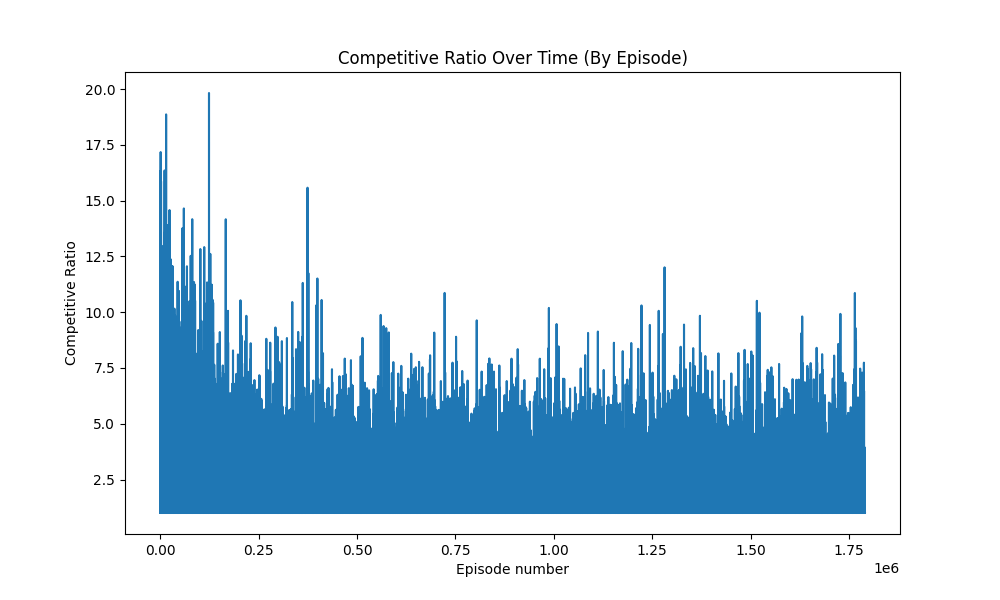 Competitive Ratio Over Time (By Episode)
Competitive Ratio
20.0
17.5
15.0
12.5
10.0
7.5
5.0
2.5
0.00 0.25 0.50 0.75 1.00 1.25 1.50 1.75
1e6
Episode number